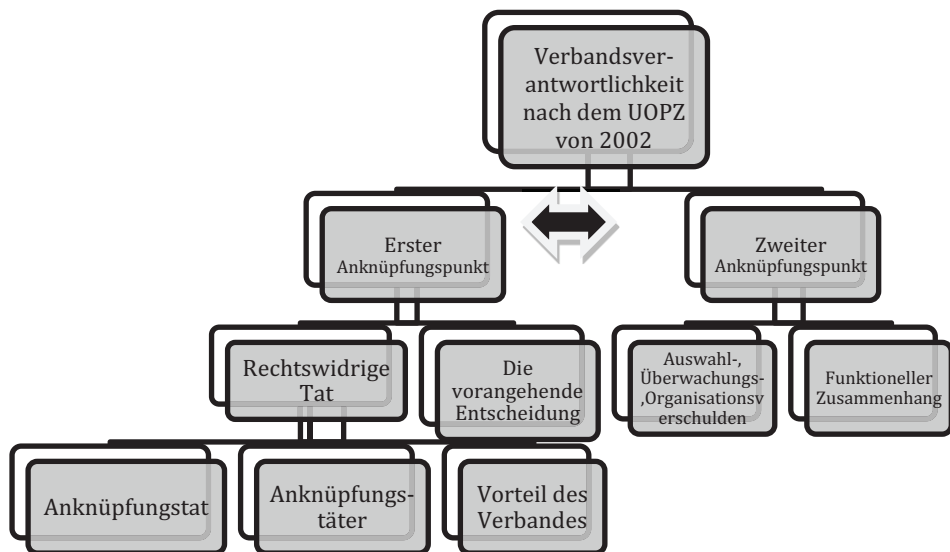 Verbandsver-
antwortlichkeit
nach dem UOPZ
von 2002
Erster
Anknüpfungspunkt
Zweiter
Anknüpfungspunkt
Rechtswidrige
Tat
Die
vorangehende
Entscheidung
Auswahl-,
Überwachungs-
,Organisationsv
erschulden
Funktioneller
Zusammenhang
Anknüpfungstat
Anknüpfungs-
täter
Vorteil des
Verbandes